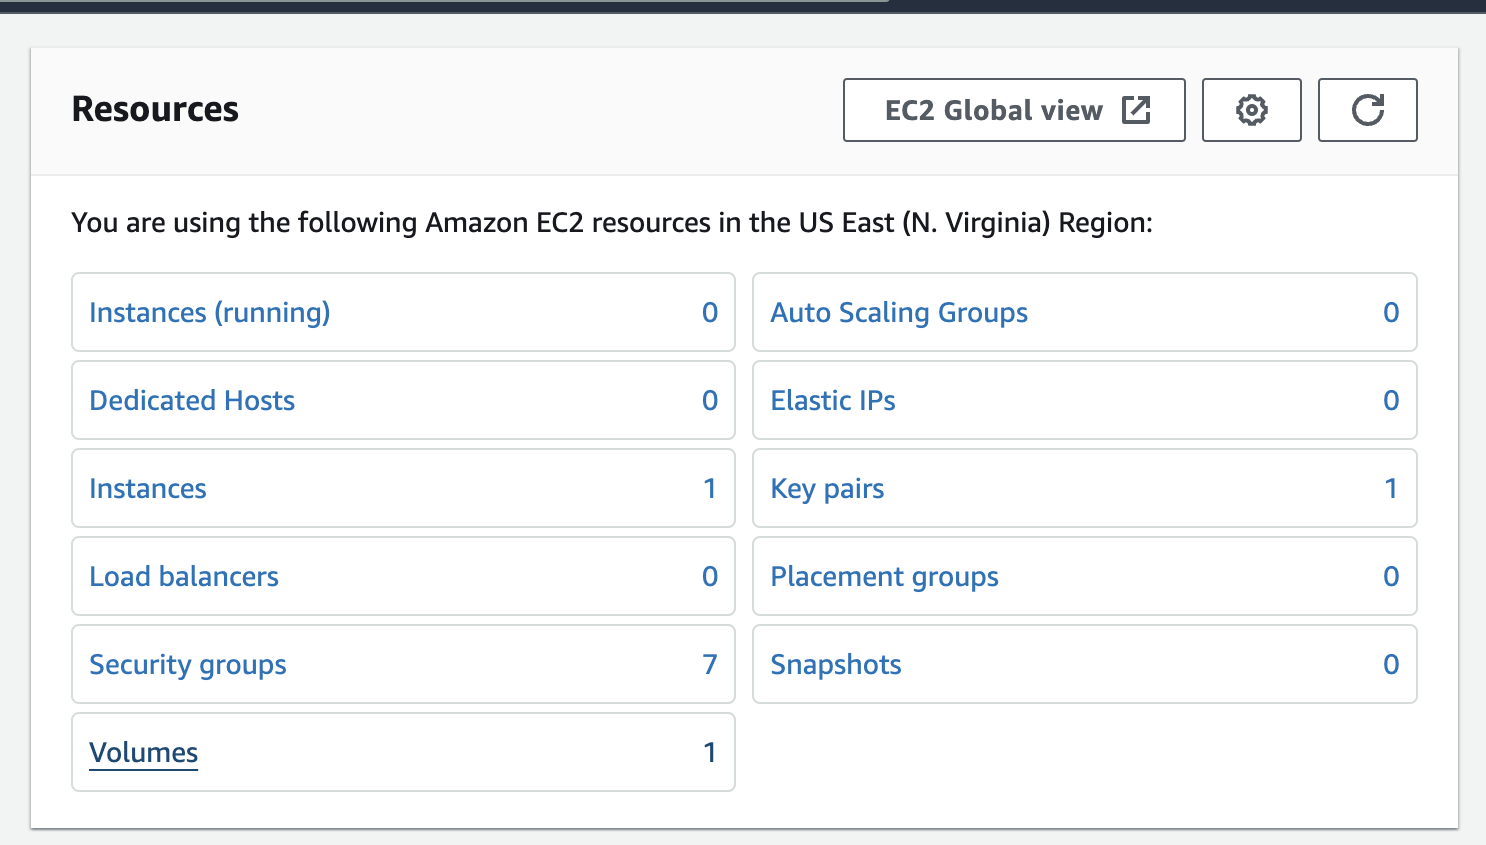 Resources
EC2 Global view
You are using the following Amazon EC2 resources in the US East (N. Virginia) Region:
Instances (running) 0
Auto Scaling Groups 0
Dedicated Hosts 0
Elastic IPs 0
Instances 1
Key pairs 1
Load balancers 0
Placement groups 0
Security groups 7
Snapshots 0
Volumes 1